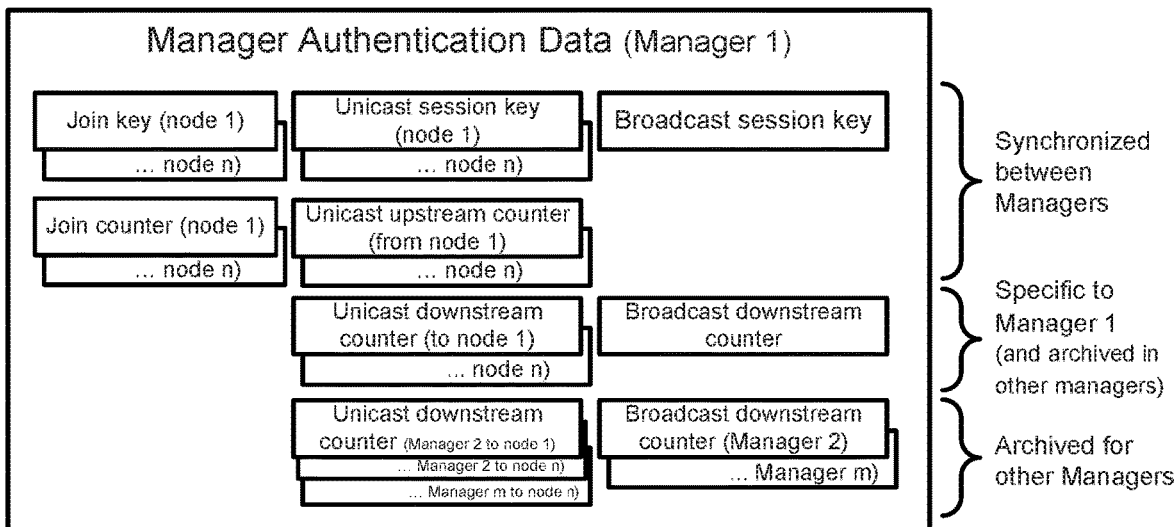 Manager Authentication Data (Manager 1)
Join key (node 1)
... node n)
Unicast session key
(node 1)
... node n)
Broadcast session key
Synchronized
between
Managers
Join counter (node 1)
... node n)
Unicast upstream counter
(from node 1)
... node n)
Unicast downstream
counter (to node 1)
... node n)
Broadcast downstream
counter
Specific to
Manager 1
(and archived in
other managers)
Unicast downstream
counter (Manager 2 to node 1)
... Manager 2 to node n)
... Manager m to node n)
Broadcast downstream
counter (Manager 2)
... Manager m)
Archived for
other Managers